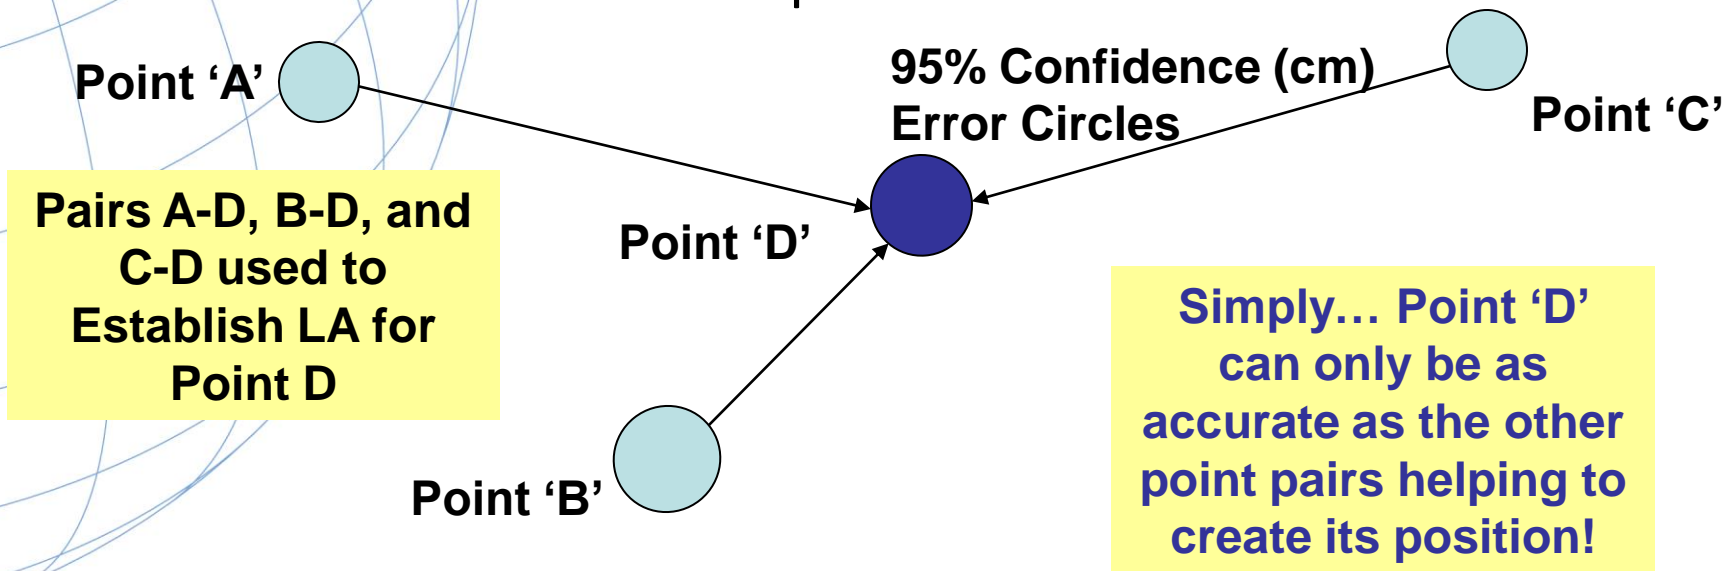 Point ‘A’
95% Confidence (cm)
Error Circles
Point ‘C’
Pairs A-D, B-D, and
C-D used to
Establish LA for
Point D
Point ‘D’
Simply… Point ‘D’
can only be as
accurate as the other
point pairs helping to
create its position!
Point ‘B’